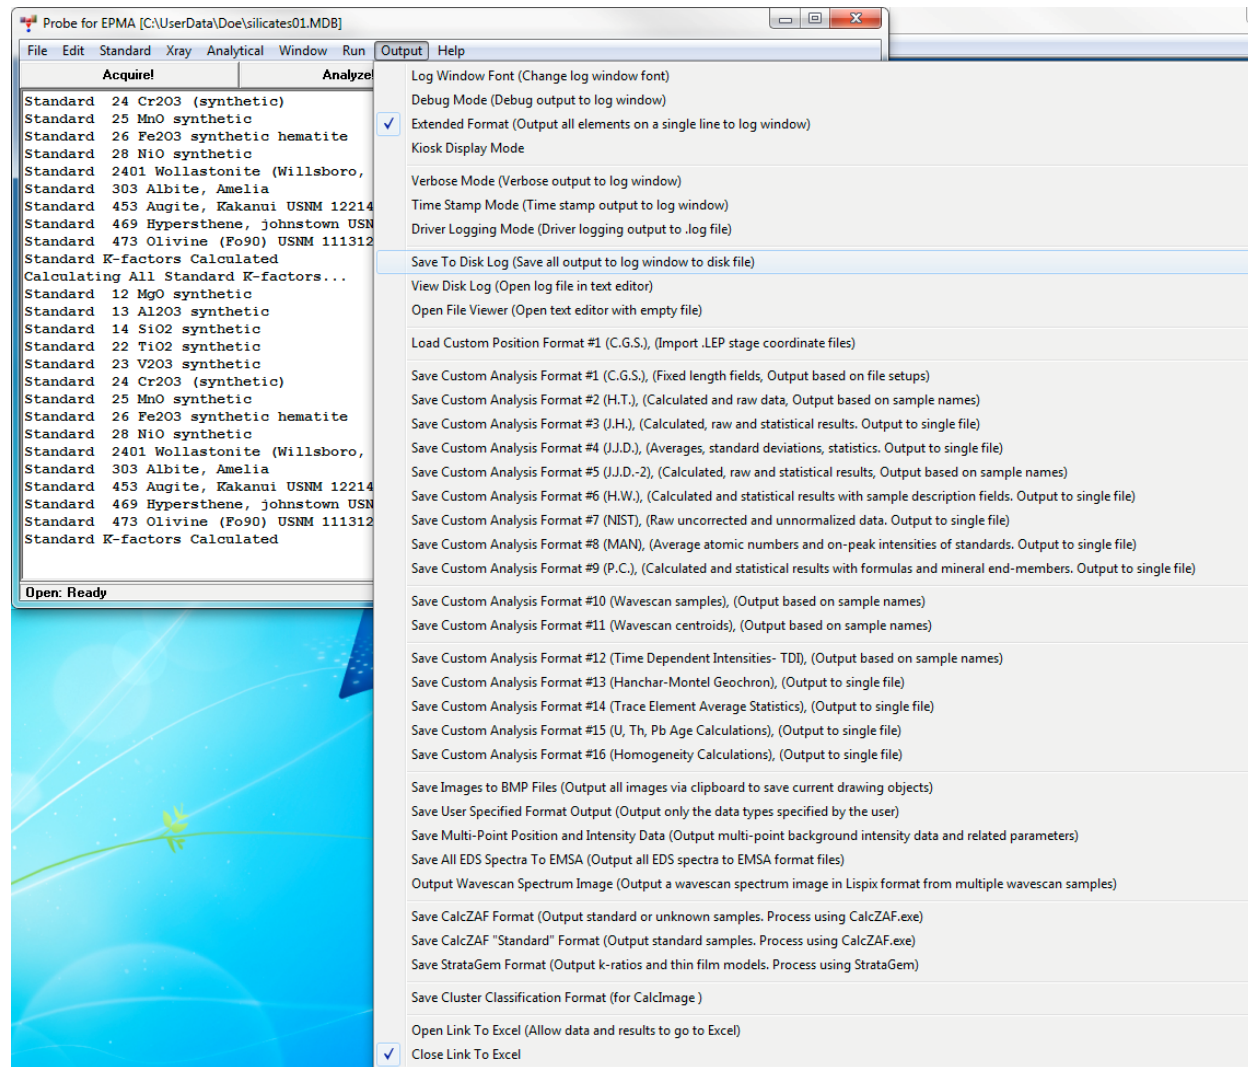 Probe for EPMA [C:\UserData\Doe\silicates01.MDB]
File Edit Standard Xray Analytical Window Run Output Help
Acquire! Analyze!
Standard 24 Cr2O3 (synthetic)
Standard 25 MnO synthetic
Standard 26 Fe2O3 synthetic hematite
Standard 28 NiO synthetic
Standard 2401 Wollastonite (Willsboro,
Standard 303 Albite, Amelia
Standard 453 Augite, Kakanui USNM 12214
Standard 469 Hypersthene, johnstown USN
Standard 473 Olivine (Fo90) USNM 111312
Standard K-factors Calculated
Calculating All Standard K-factors...
Standard 12 MgO synthetic
Standard 13 Al2O3 synthetic
Standard 14 SiO2 synthetic
Standard 22 TiO2 synthetic
Standard 23 V2O3 synthetic
Standard 24 Cr2O3 (synthetic)
Standard 25 MnO synthetic
Standard 26 Fe2O3 synthetic hematite
Standard 28 NiO synthetic
Standard 2401 Wollastonite (Willsboro,
Standard 303 Albite, Amelia
Standard 453 Augite, Kakanui USNM 12214
Standard 469 Hypersthene, johnstown USN
Standard 473 Olivine (Fo90) USNM 111312
Standard K-factors Calculated
Open: Ready
Log Window Font (Change log window font)
Debug Mode (Debug output to log window)
Extended Format (Output all elements on a single line to log window)
Kiosk Display Mode
Verbose Mode (Verbose output to log window)
Time Stamp Mode (Time stamp output to log window)
Driver Logging Mode (Driver logging output to .log file)
Save To Disk Log (Save all output to log window to disk file)
View Disk Log (Open log file in text editor)
Open File Viewer (Open text editor with empty file)
Load Custom Position Format #1 (C.G.S.), (Import .LEP stage coordinate files)
Save Custom Analysis Format #1 (C.G.S.), (Fixed length fields, Output based on file setups)
Save Custom Analysis Format #2 (H.T.), (Calculated and raw data, Output based on sample names)
Save Custom Analysis Format #3 (J.H.), (Calculated, raw and statistical results. Output to single file)
Save Custom Analysis Format #4 (J.J.D.), (Averages, standard deviations, statistics. Output to single file)
Save Custom Analysis Format #5 (J.J.D.-2), (Calculated, raw and statistical results, Output based on sample names)
Save Custom Analysis Format #6 (H.W.), (Calculated and statistical results with sample description fields. Output to single file)
Save Custom Analysis Format #7 (NIST), (Raw uncorrected and unnormalized data. Output to single file)
Save Custom Analysis Format #8 (MAN), (Average atomic numbers and on-peak intensities of standards. Output to single file)
Save Custom Analysis Format #9 (P.C.), (Calculated and statistical results with formulas and mineral end-members. Output to single file)
Save Custom Analysis Format #10 (Wavescan samples), (Output based on sample names)
Save Custom Analysis Format #11 (Wavescan centroids), (Output based on sample names)
Save Custom Analysis Format #12 (Time Dependent Intensities- TDI), (Output based on sample names)
Save Custom Analysis Format #13 (Hanchar-Montel Geochron), (Output to single file)
Save Custom Analysis Format #14 (Trace Element Average Statistics), (Output to single file)
Save Custom Analysis Format #15 (U, Th, Pb Age Calculations), (Output to single file)
Save Custom Analysis Format #16 (Homogeneity Calculations), (Output to single file)
Save Images to BMP Files (Output all images via clipboard to save current drawing objects)
Save User Specified Format Output (Output only the data types specified by the user)
Save Multi-Point Position and Intensity Data (Output multi-point background intensity data and related parameters)
Save All EDS Spectra To EMSA (Output all EDS spectra to EMSA format files)
Output Wavescan Spectrum Image (Output a wavescan spectrum image in Lispix format from multiple wavescan samples)
Save CalcZAF Format (Output standard or unknown samples. Process using CalcZAF.exe)
Save CalcZAF "Standard" Format (Output standard samples. Process using CalcZAF.exe)
Save StrataGem Format (Output k-ratios and thin film models. Process using StrataGem)
Save Cluster Classification Format (for CalcImage )
Open Link To Excel (Allow data and results to go to Excel)
Close Link To Excel